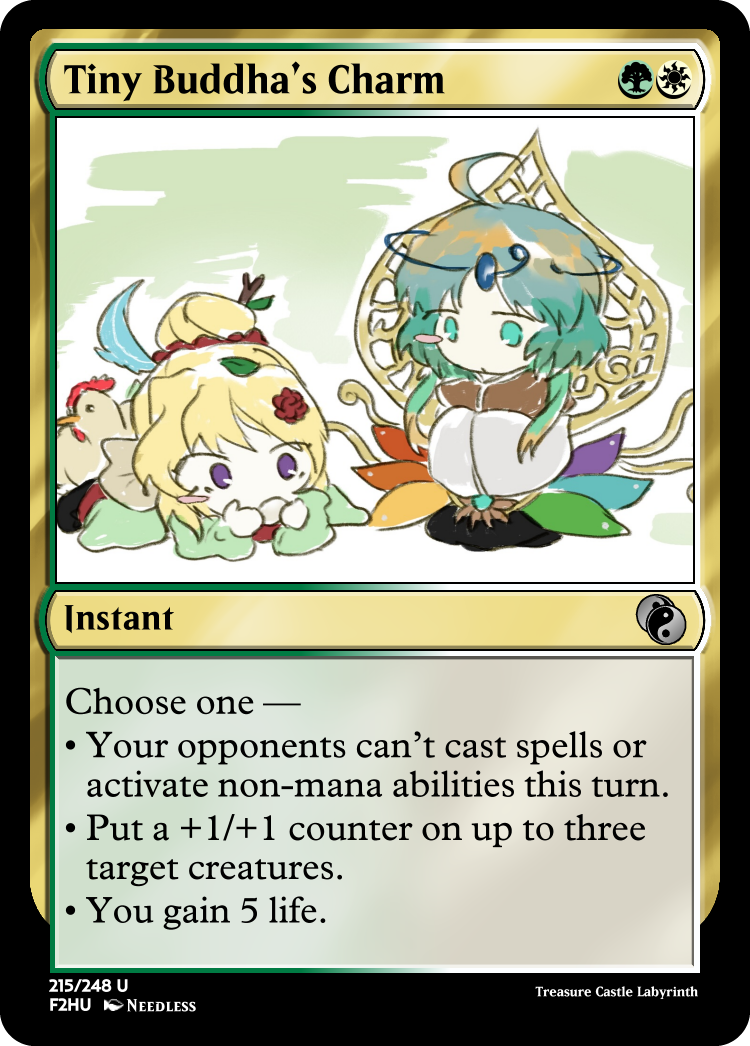 Tiny Buddha's Charm
Instant
Choose one —
• Your opponents can't cast spells or
activate non-mana abilities this turn.
• Put a +1/+1 counter on up to three
target creatures.
• You gain 5 life.
215/248 U
F2HU Needless
Treasure Castle Labyrinth